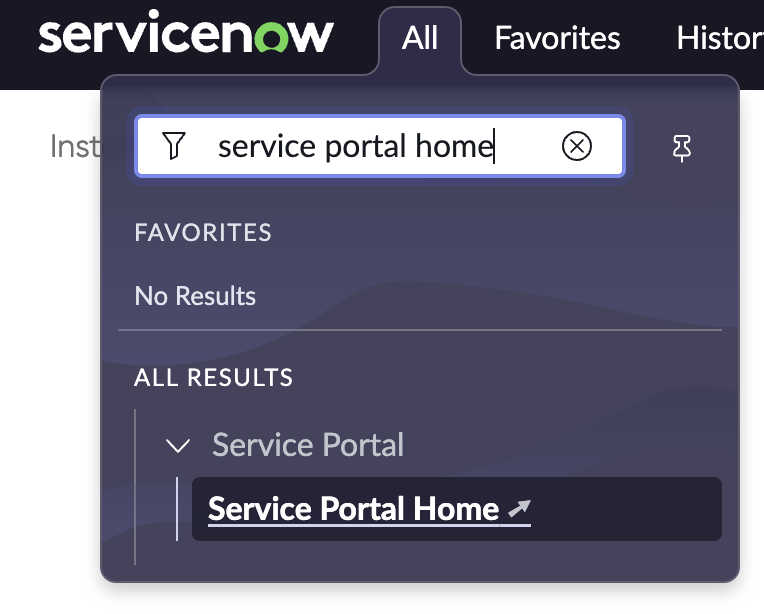 servicenow
All
Favorites
Histor
Inst
service portal home
FAVORITES
No Results
ALL RESULTS
Service Portal
Service Portal Home